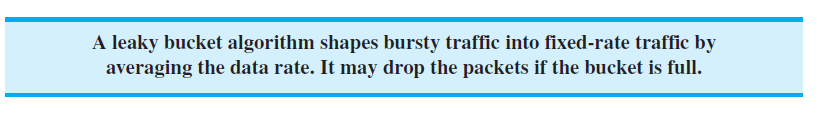 A leaky bucket algorithm shapes bursty traffic into fixed-rate traffic by
averaging the data rate. It may drop the packets if the bucket is full.